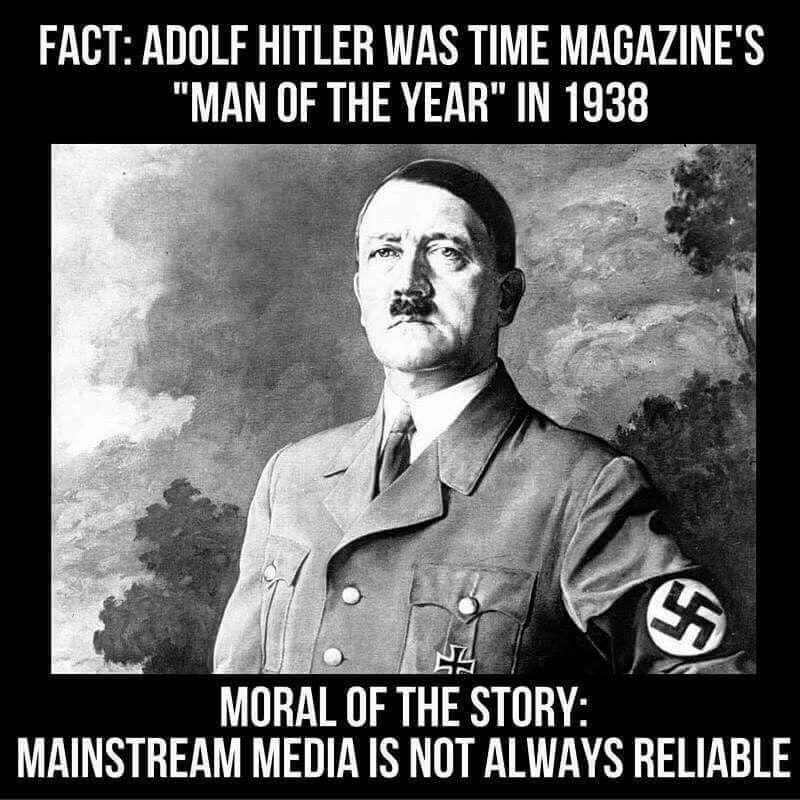 FACT: ADOLF HITLER WAS TIME MAGAZINE'S
"MAN OF THE YEAR" IN 1938
MORAL OF THE STORY:
MAINSTREAM MEDIA IS NOT ALWAYS RELIABLE